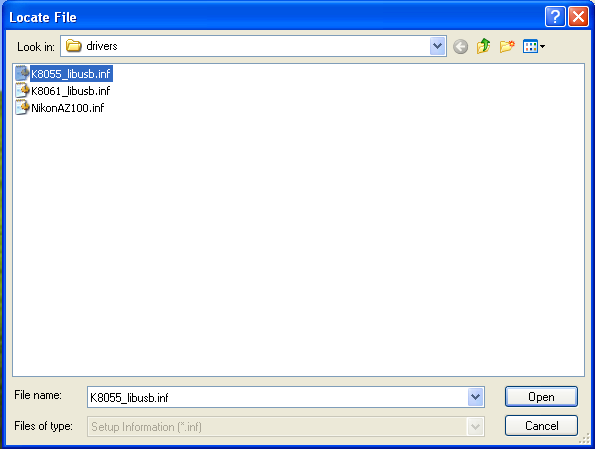 Locate File
Look in: drivers
K8055_libusb.inf
K8061_libusb.inf
NikonAZ100.inf
File name: K8055_libusb.inf Open
Files of type: Setup Information (*.inf) Cancel